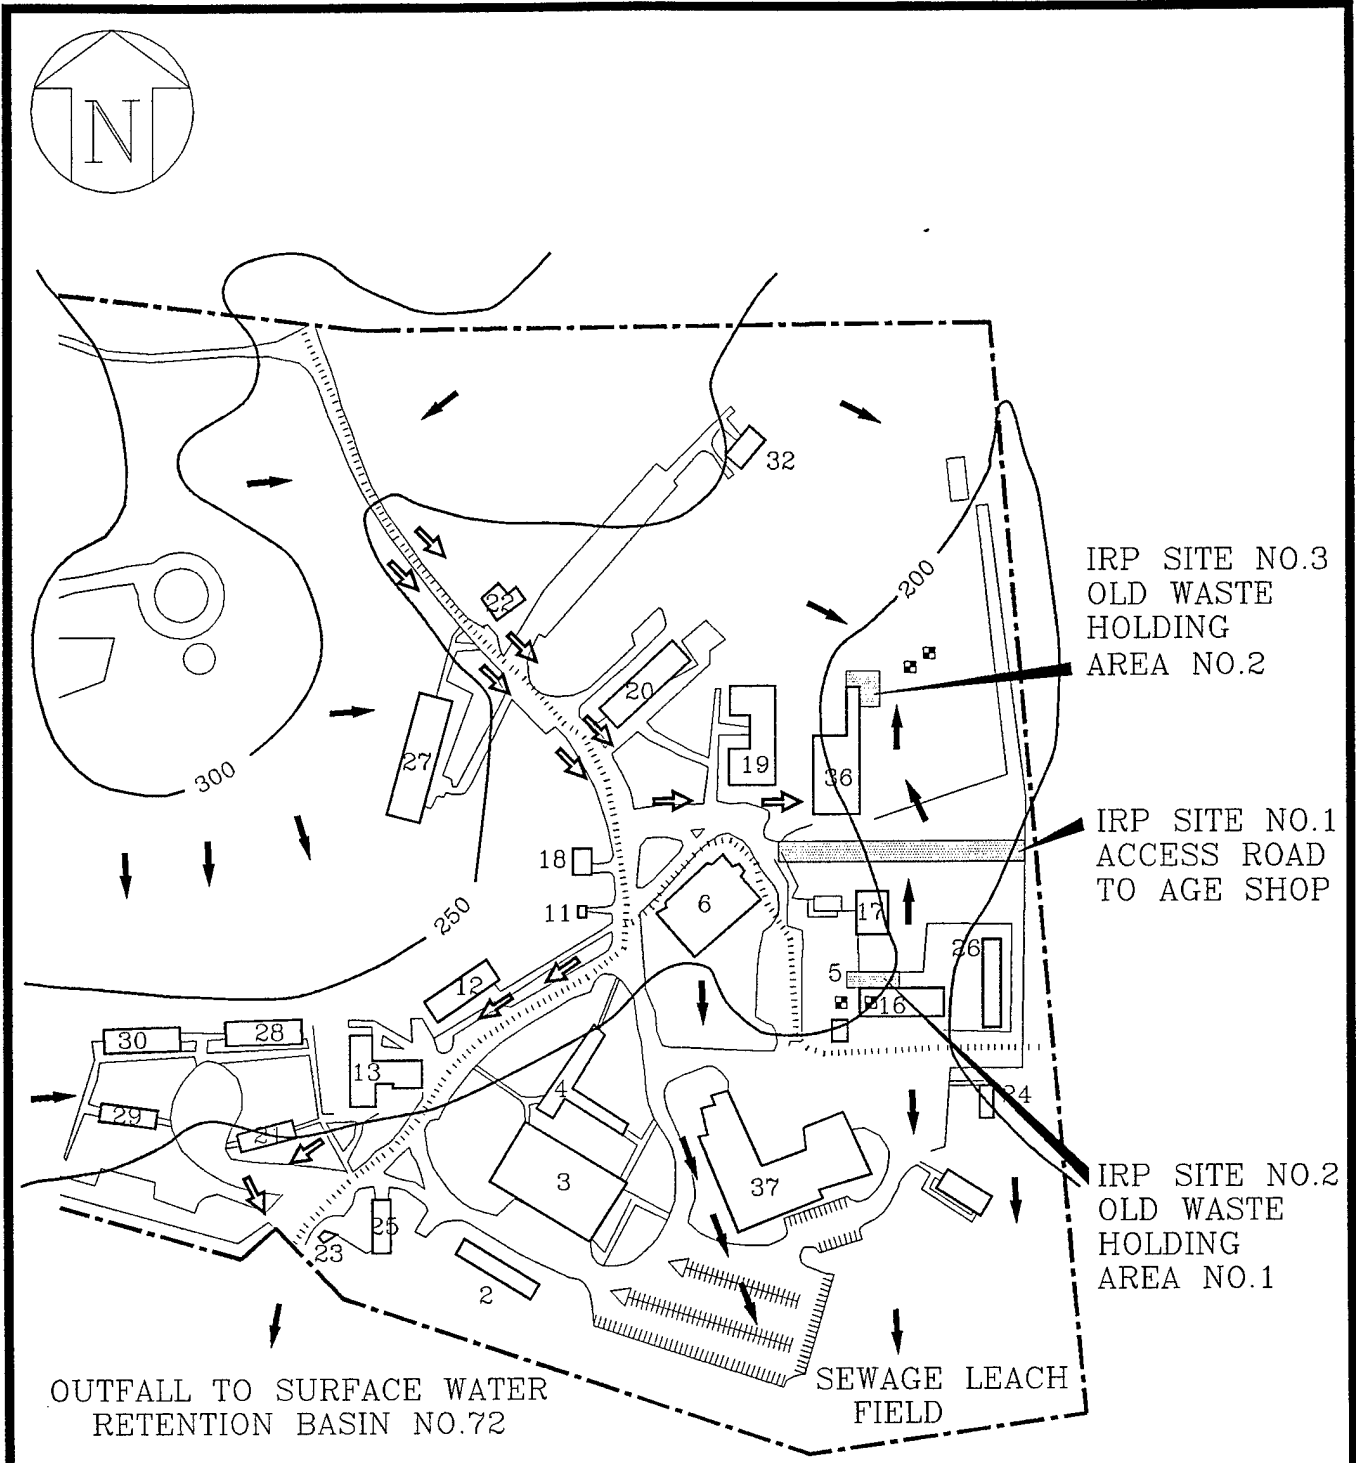 N
32
200
IRP SITE NO.3
OLD WASTE
HOLDING
AREA NO.2
22
20
27
19
36
300
IRP SITE NO.1
ACCESS ROAD
TO AGE SHOP
18
11
6
17
250
26
5
12
16
30
28
13
4
29
21
24
3
37
IRP SITE NO.2
OLD WASTE
HOLDING
AREA NO.1
25
23
2
OUTFALL TO SURFACE WATER
RETENTION BASIN NO.72
SEWAGE LEACH
FIELD